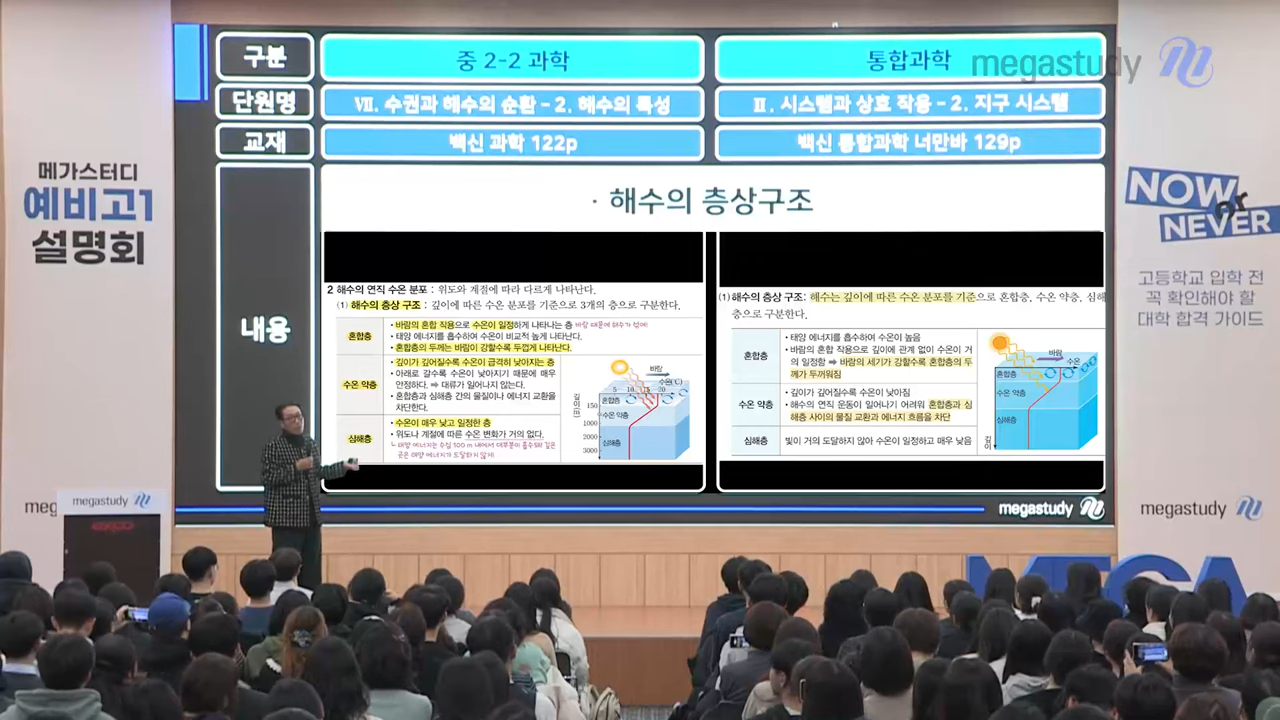 megastudy
구분
중 2-2 과학
통합과학
단원명
Ⅶ. 수권과 해수의 순환 - 2. 해수의 특성
Ⅱ. 시스템과 상호 작용 - 2. 지구 시스템
교재
백신 과학 122p
백신 통합과학 너만바 129p
내용
· 해수의 층상구조
2 해수의 연직 수온 분포 : 위도와 계절에 따라 다르게 나타난다.
(1) 해수의 층상 구조 : 깊이에 따른 수온 분포를 기준으로 3개의 층으로 구분한다.
혼합층
• 바람의 혼합 작용으로 수온이 일정하게 나타나는 층
• 태양 에너지를 흡수하여 수온이 비교적 높게 나타난다.
• 혼합층의 두께는 바람이 강할수록 두껍게 나타난다.
수온 약층
• 깊이가 깊어질수록 수온이 급격히 낮아지는 층
• 아래로 갈수록 수온이 낮아지기 때문에 매우
안정하다. ➡ 대류가 일어나지 않는다.
• 혼합층과 심해층 간의 물질이나 에너지 교환을
차단한다.
심해층
• 수온이 매우 낮고 일정한 층
• 위도나 계절에 따른 수온 변화가 거의 없다.
바람
수온(℃)
5 10 15 20
혼합층
수온 약층
심해층
깊이(m)
150
1000
2000
3000
(1) 해수의 층상 구조: 해수는 깊이에 따른 수온 분포를 기준으로 혼합층, 수온 약층, 심해
층으로 구분한다.
혼합층
• 태양 에너지를 흡수하여 수온이 높음
• 바람의 혼합 작용으로 깊이에 관계 없이 수온이 거
의 일정함 ➡ 바람의 세기가 강할수록 혼합층의 두
께가 두꺼워짐
수온 약층
• 깊이가 깊어질수록 수온이 낮아짐
• 해수의 연직 운동이 일어나기 어려워 혼합층과 심
해층 사이의 물질 교환과 에너지 흐름을 차단
심해층
빛이 거의 도달하지 않아 수온이 일정하고 매우 낮음
바람
수온
혼합층
수온 약층
심해층
깊이
megastudy
메가스터디
예비고1
설명회
meg
megastudy
NOW
or
NEVER
고등학교 입학 전
꼭 확인해야 할
대학 합격 가이드
megastudy
MEGA